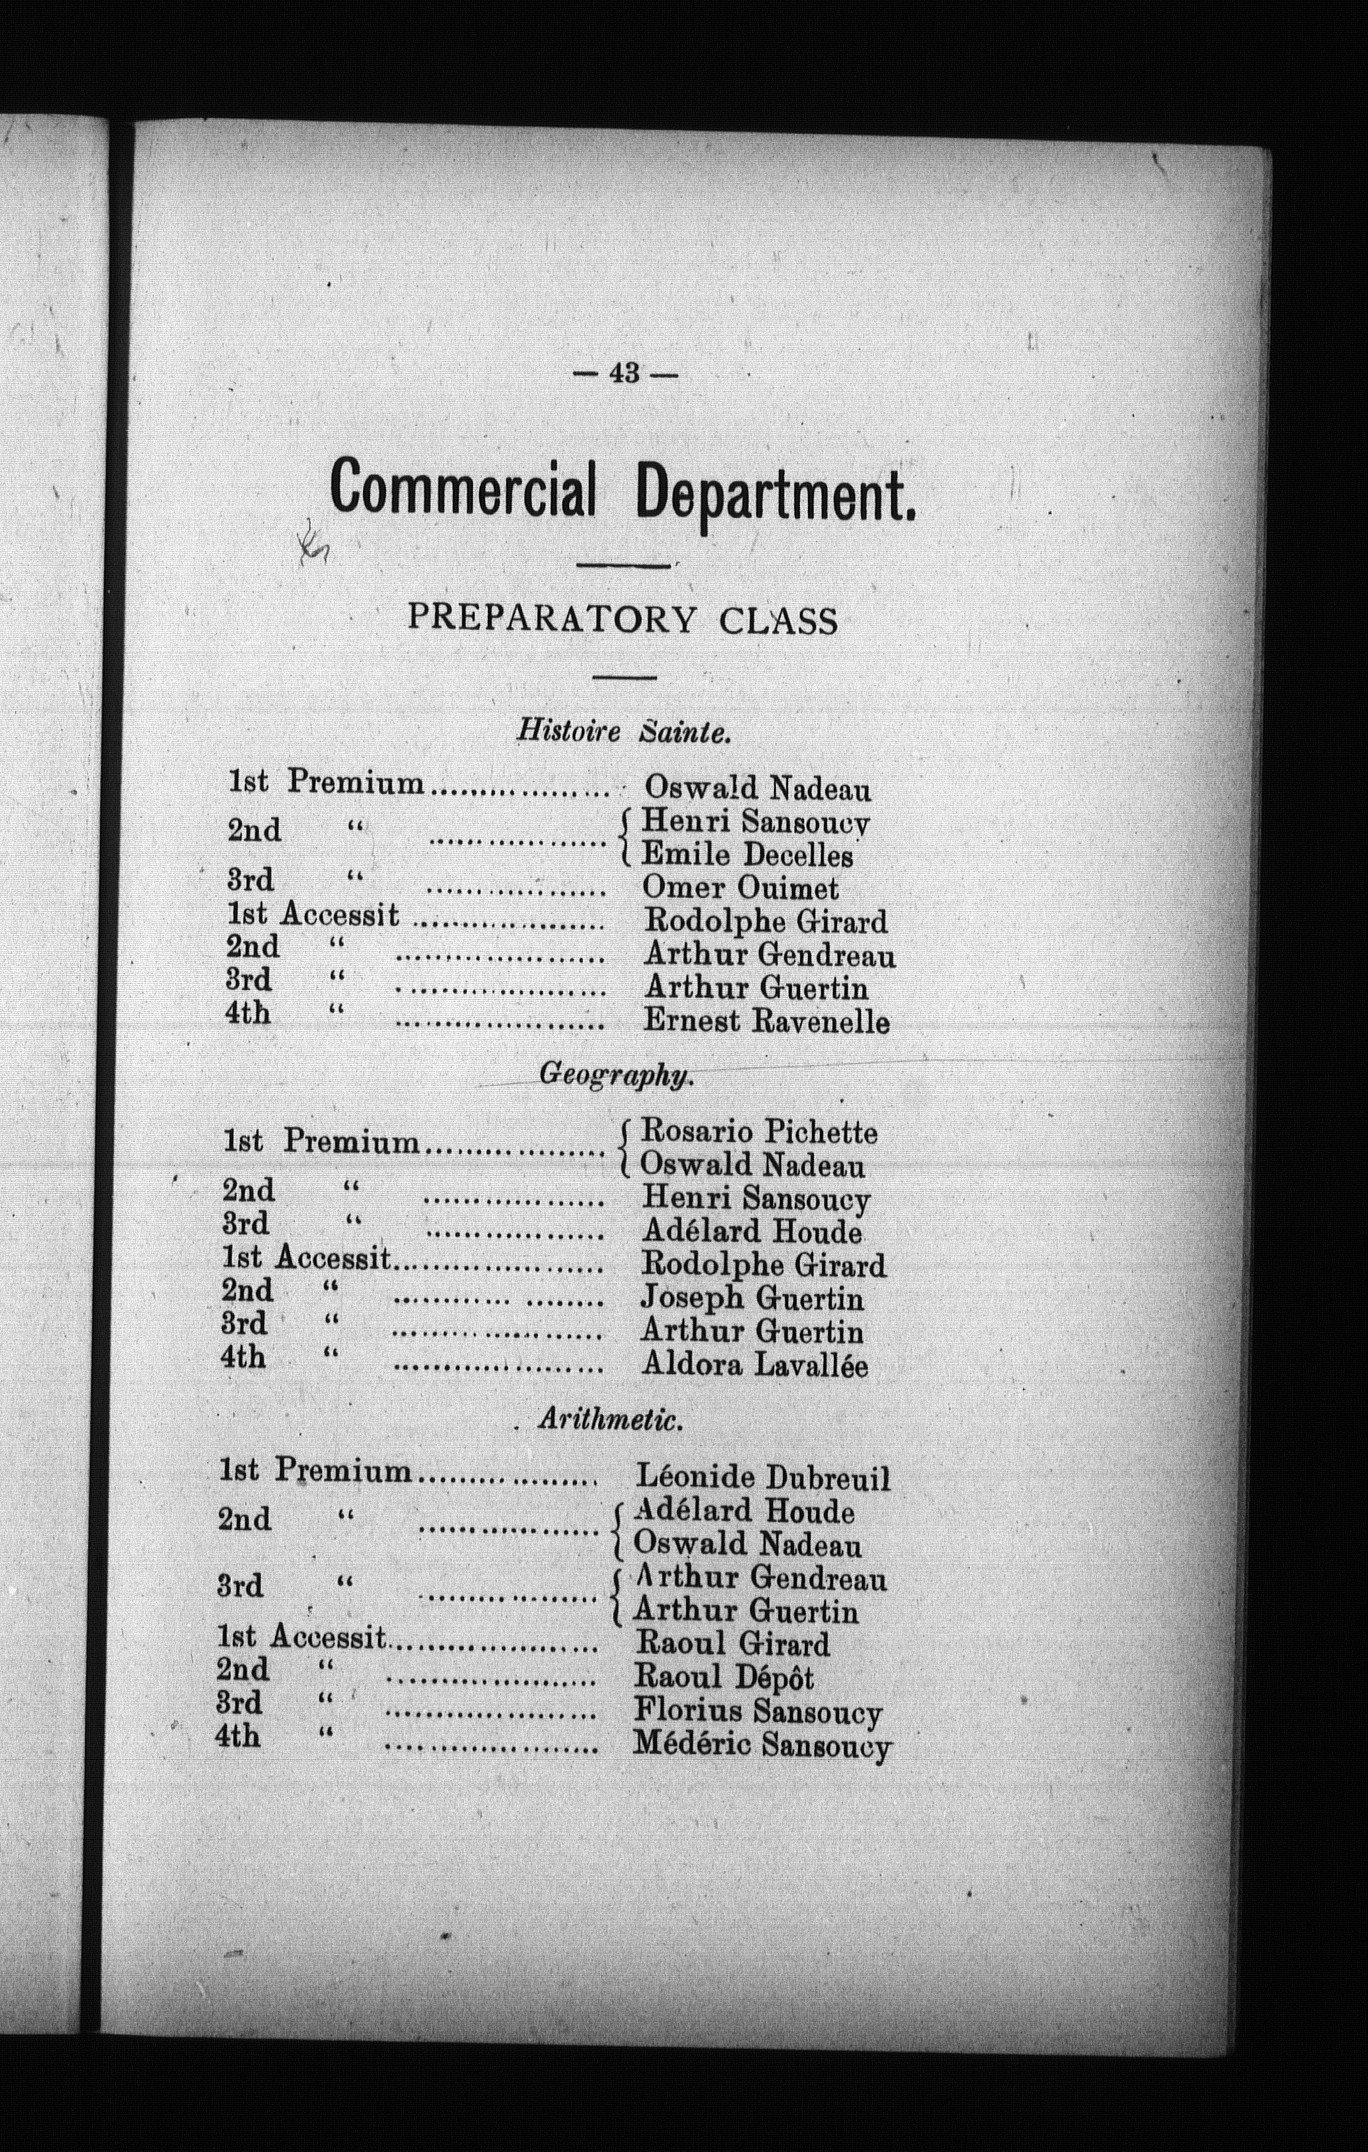 — 43 —
Commercial Department.
PREPARATORY CLASS
Histoire Sainte.
1st Premium.................. Oswald Nadeau
2nd “ .................. { Henri Sansoucy
{ Emile Decelles
3rd “ .................. Omer Ouimet
1st Accessit ................... Rodolphe Girard
2nd “ ..................... Arthur Gendreau
3rd “ ..................... Arthur Guertin
4th “ ..................... Ernest Ravenelle
Geography.
1st Premium.................. { Rosario Pichette
{ Oswald Nadeau
2nd “ .................. Henri Sansoucy
3rd “ .................. Adélard Houde
1st Accessit..................... Rodolphe Girard
2nd “ ............ ........ Joseph Guertin
3rd “ ..................... Arthur Guertin
4th “ ..................... Aldora Lavallée
Arithmetic.
1st Premium.................. Léonide Dubreuil
2nd “ .................. { Adélard Houde
{ Oswald Nadeau
3rd “ .................. { Arthur Gendreau
{ Arthur Guertin
1st Accessit..................... Raoul Girard
2nd “ ..................... Raoul Dépôt
3rd “ ..................... Florius Sansoucy
4th “ ..................... Médéric Sansoucy